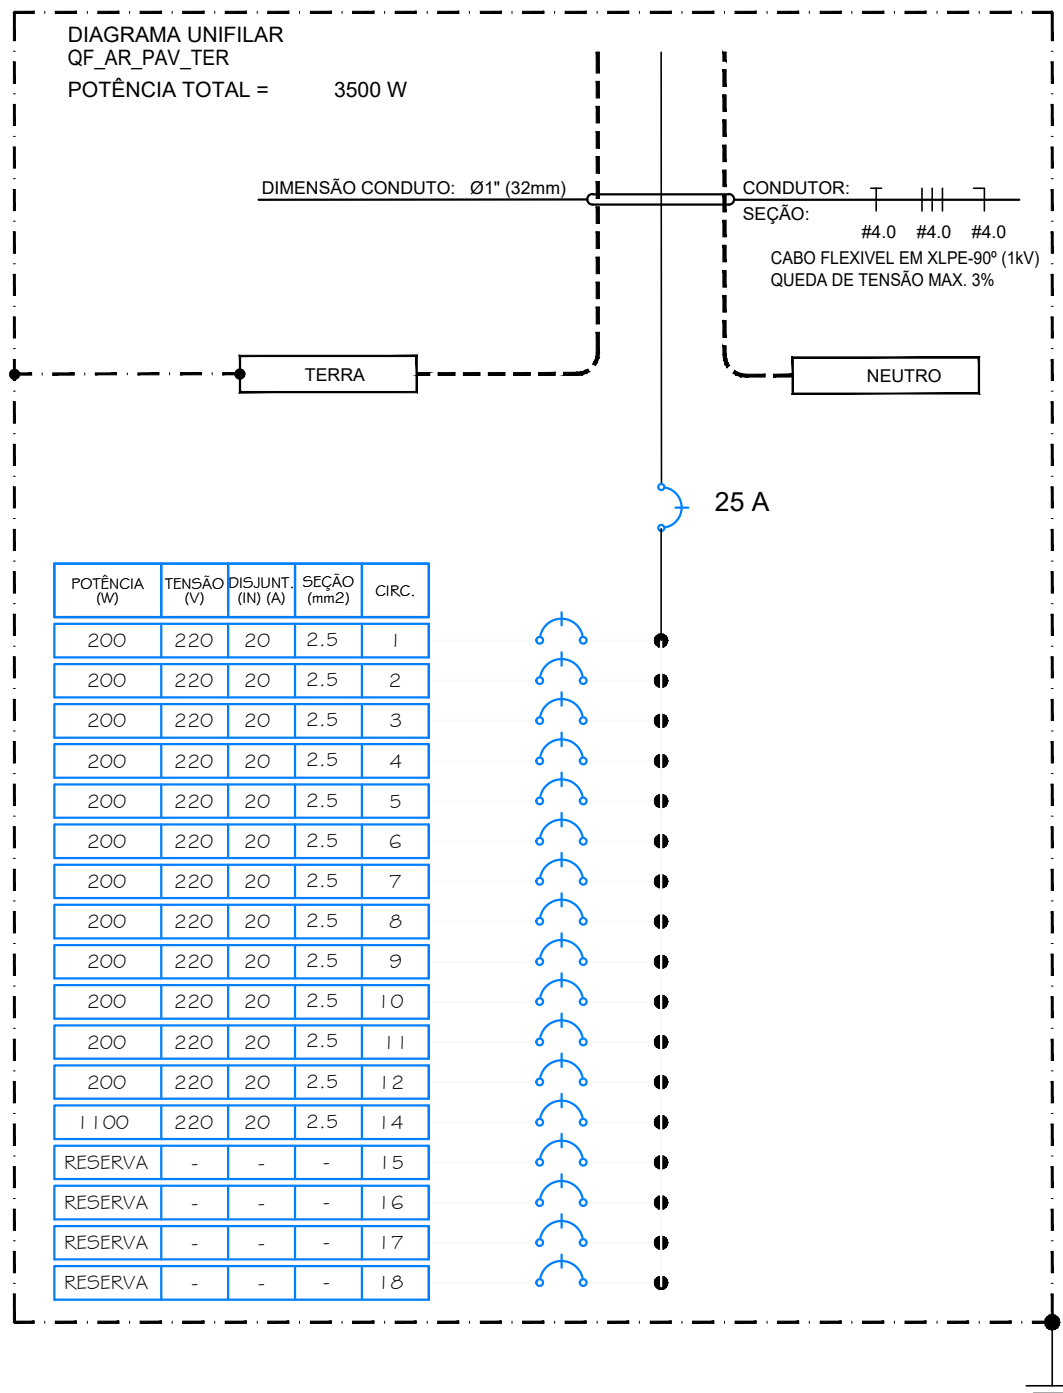 DIAGRAMA UNIFILAR
QF_AR_PAV_TER
POTÊNCIA TOTAL = 3500 W
DIMENSÃO CONDUTO: Ø1" (32mm)
CONDUTOR:
SEÇÃO:
#4.0 #4.0 #4.0
CABO FLEXIVEL EM XLPE-90º (1kV)
QUEDA DE TENSÃO MAX. 3%
TERRA
NEUTRO
25 A
POTÊNCIA (W) TENSÃO (V) DISJUNT. (IN) (A) SEÇÃO (mm2) CIRC.
200 220 20 2.5 1
200 220 20 2.5 2
200 220 20 2.5 3
200 220 20 2.5 4
200 220 20 2.5 5
200 220 20 2.5 6
200 220 20 2.5 7
200 220 20 2.5 8
200 220 20 2.5 9
200 220 20 2.5 10
200 220 20 2.5 11
200 220 20 2.5 12
1100 220 20 2.5 14
RESERVA - - - 15
RESERVA - - - 16
RESERVA - - - 17
RESERVA - - - 18